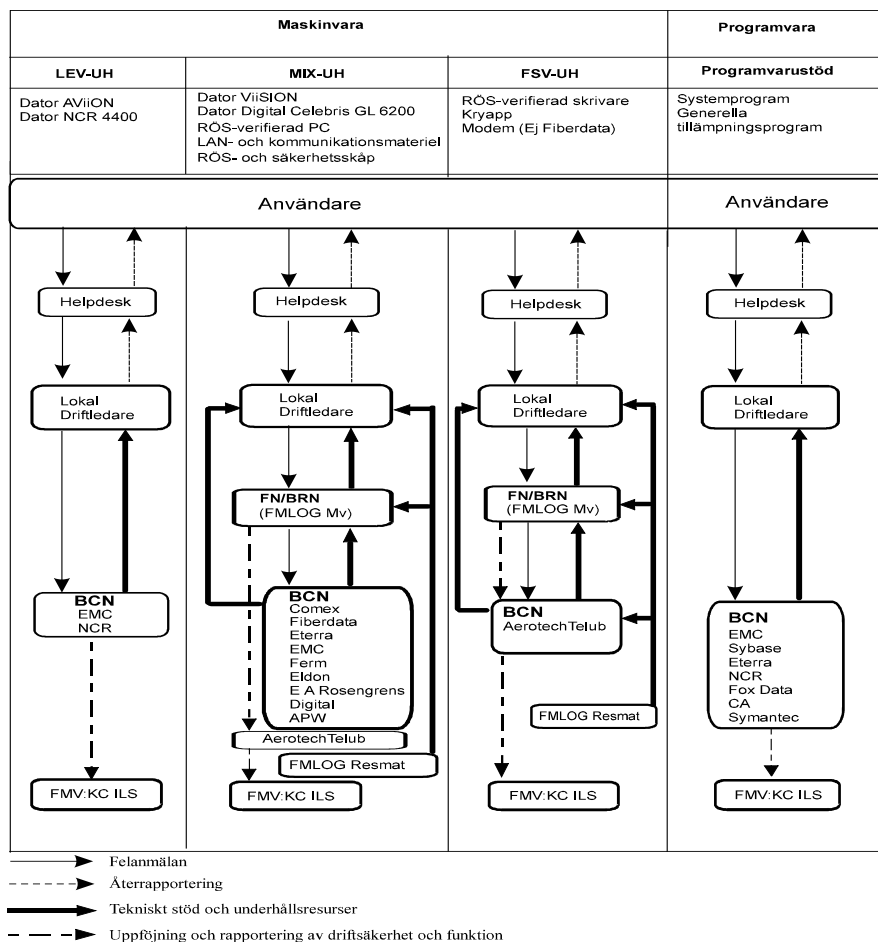 Maskinvara
Programvara
LEV-UH
MIX-UH
FSV-UH
Programvarustöd
Dator AViiON
Dator NCR 4400
Dator ViiSION
Dator Digital Celebris GL 6200
RÖS-verifierad PC
LAN- och kommunikationsmateriel
RÖS- och säkerhetsskåp
RÖS-verifierad skrivare
Kryapp
Modem (Ej Fiberdata)
Systemprogram
Generella
tillämpningsprogram
Användare
Användare
Helpdesk
Helpdesk
Helpdesk
Helpdesk
Lokal
Driftledare
Lokal
Driftledare
Lokal
Driftledare
Lokal
Driftledare
FN/BRN
(FMLOG Mv)
FN/BRN
(FMLOG Mv)
BCN
EMC
NCR
BCN
Comex
Fiberdata
Eterra
EMC
Ferm
Eldon
E A Rosengrens
Digital
APW
BCN
AerotechTelub
BCN
EMC
Sybase
Eterra
NCR
Fox Data
CA
Symantec
AerotechTelub
FMLOG Resmat
FMLOG Resmat
FMV:KC ILS
FMV:KC ILS
FMV:KC ILS
FMV:KC ILS
Felanmälan
Återrapportering
Tekniskt stöd och underhållsresurser
Uppföjning och rapportering av driftsäkerhet och funktion